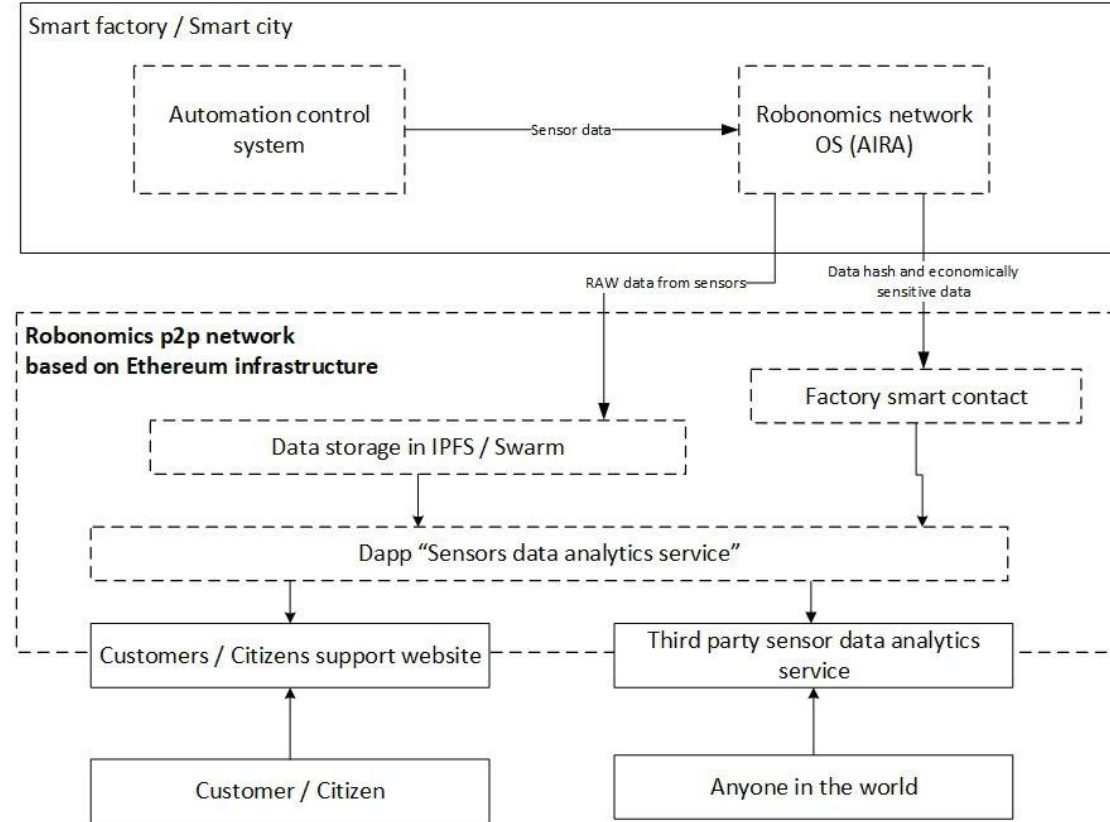 Smart factory / Smart city
Automation control
system
Sensor data
Robonomics network
OS (AIRA)
RAW data from sensors
Data hash and economically
sensitive data
Robonomics p2p network
based on Ethereum infrastructure
Factory smart contact
Data storage in IPFS / Swarm
Dapp “Sensors data analytics service”
Customers / Citizens support website
Third party sensor data analytics
service
Customer / Citizen
Anyone in the world